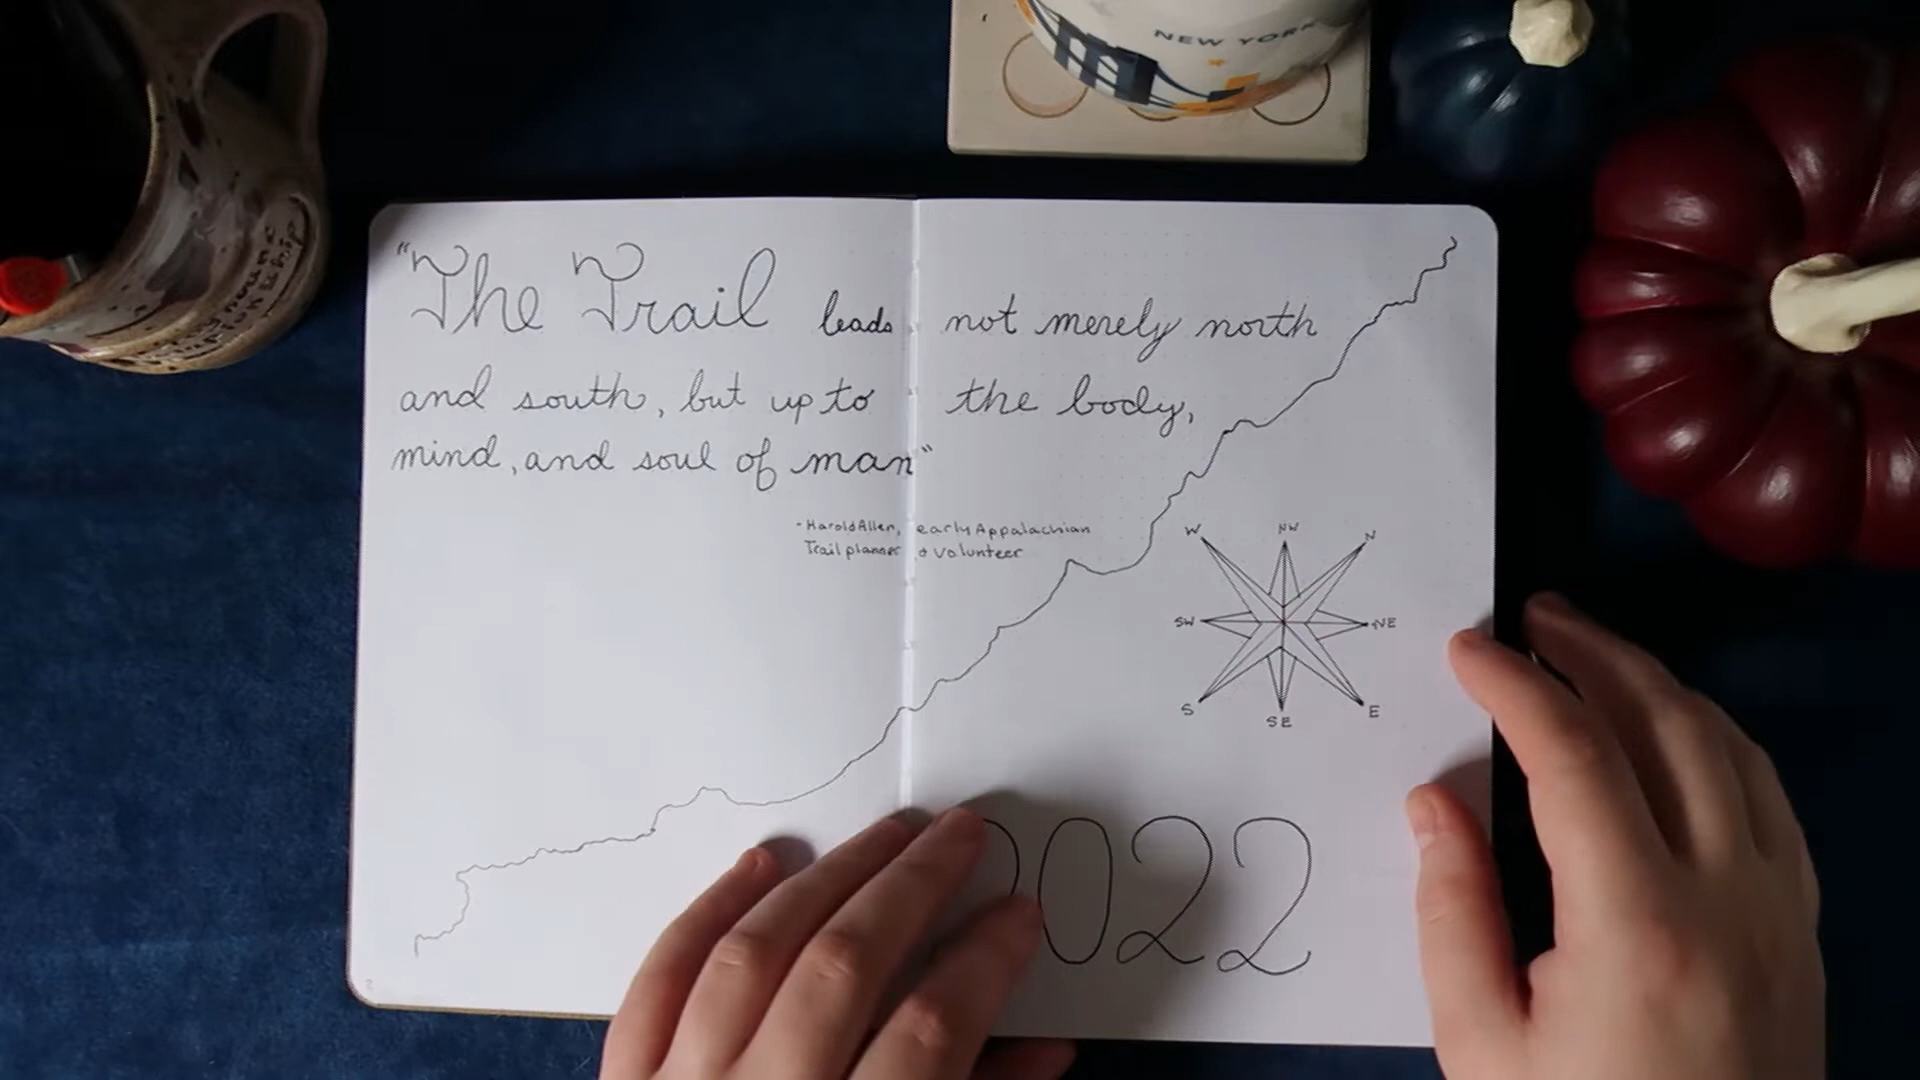 NEW YORK
"The Trail leads not merely north
and south, but up to the body,
mind, and soul of man"
- Harold Allen, early Appalachian
Trail planner & volunteer
W NW N
SW NE
S SE E
2022
2